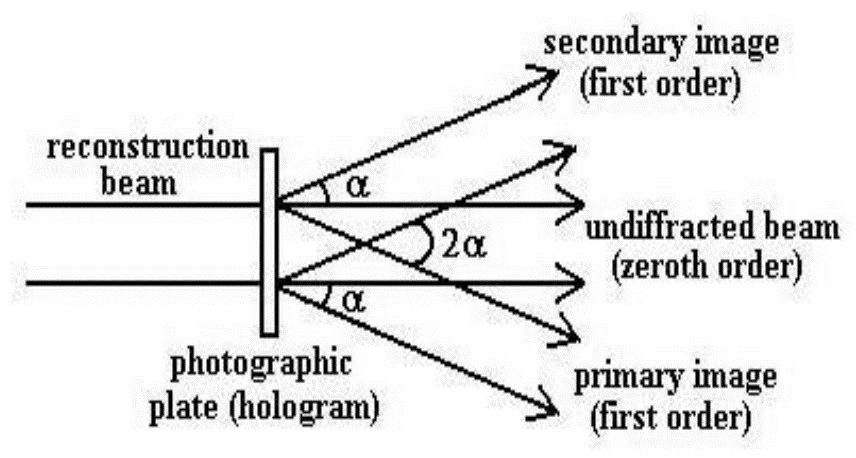 secondary image
(first order)
reconstruction
beam
α
undiffracted beam
(zeroth order)
2α
α
photographic
plate (hologram)
primary image
(first order)